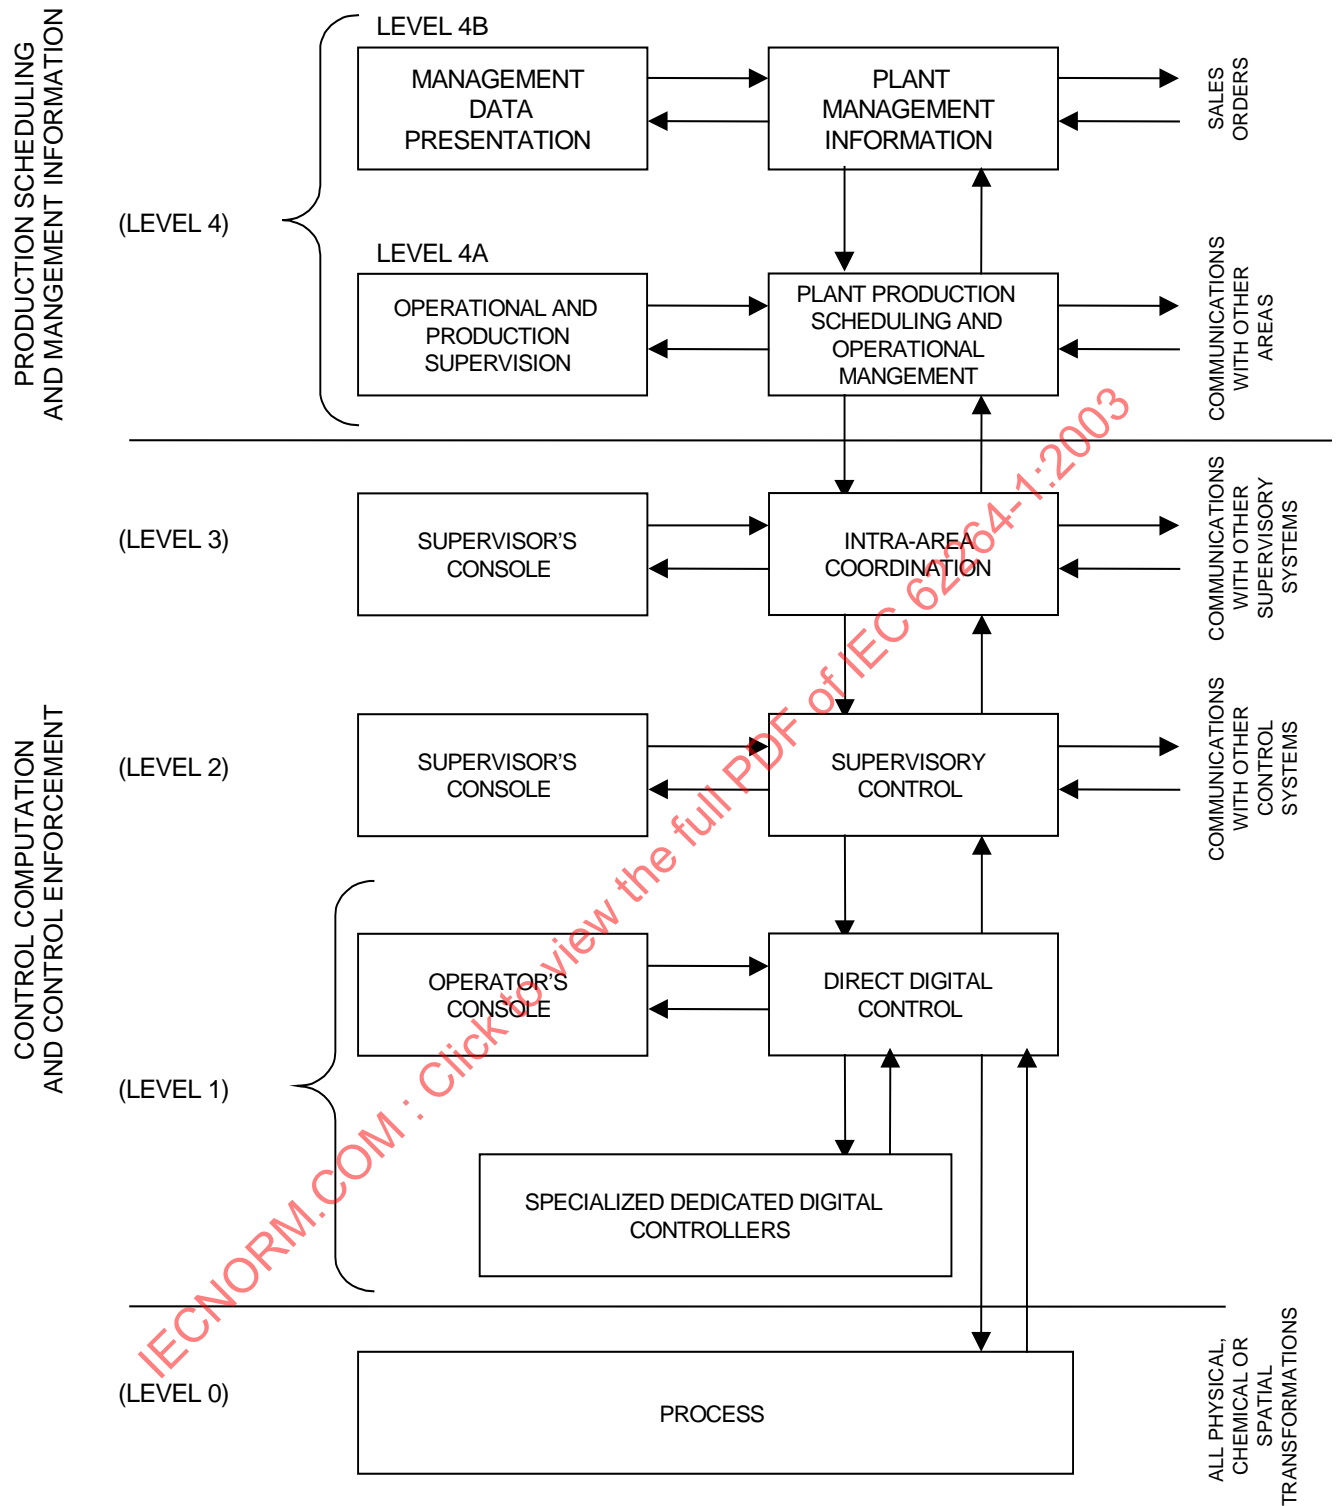 PRODUCTION SCHEDULING
AND MANGEMENT INFORMATION
(LEVEL 4)
LEVEL 4B
MANAGEMENT
DATA
PRESENTATION
PLANT
MANAGEMENT
INFORMATION
SALES
ORDERS
LEVEL 4A
OPERATIONAL AND
PRODUCTION
SUPERVISION
PLANT PRODUCTION
SCHEDULING AND
OPERATIONAL
MANGEMENT
COMMUNICATIONS
WITH OTHER
AREAS
CONTROL COMPUTATION
AND CONTROL ENFORCEMENT
(LEVEL 3)
SUPERVISOR'S
CONSOLE
INTRA-AREA
COORDINATION
COMMUNICATIONS
WITH OTHER
SUPERVISORY
SYSTEMS
(LEVEL 2)
SUPERVISOR'S
CONSOLE
SUPERVISORY
CONTROL
COMMUNICATIONS
WITH OTHER
CONTROL
SYSTEMS
(LEVEL 1)
OPERATOR'S
CONSOLE
DIRECT DIGITAL
CONTROL
SPECIALIZED DEDICATED DIGITAL
CONTROLLERS
(LEVEL 0)
PROCESS
ALL PHYSICAL,
CHEMICAL OR
SPATIAL
TRANSFORMATIONS
IECNORM.COM : Click to view the full PDF of IEC 62264-1:2003